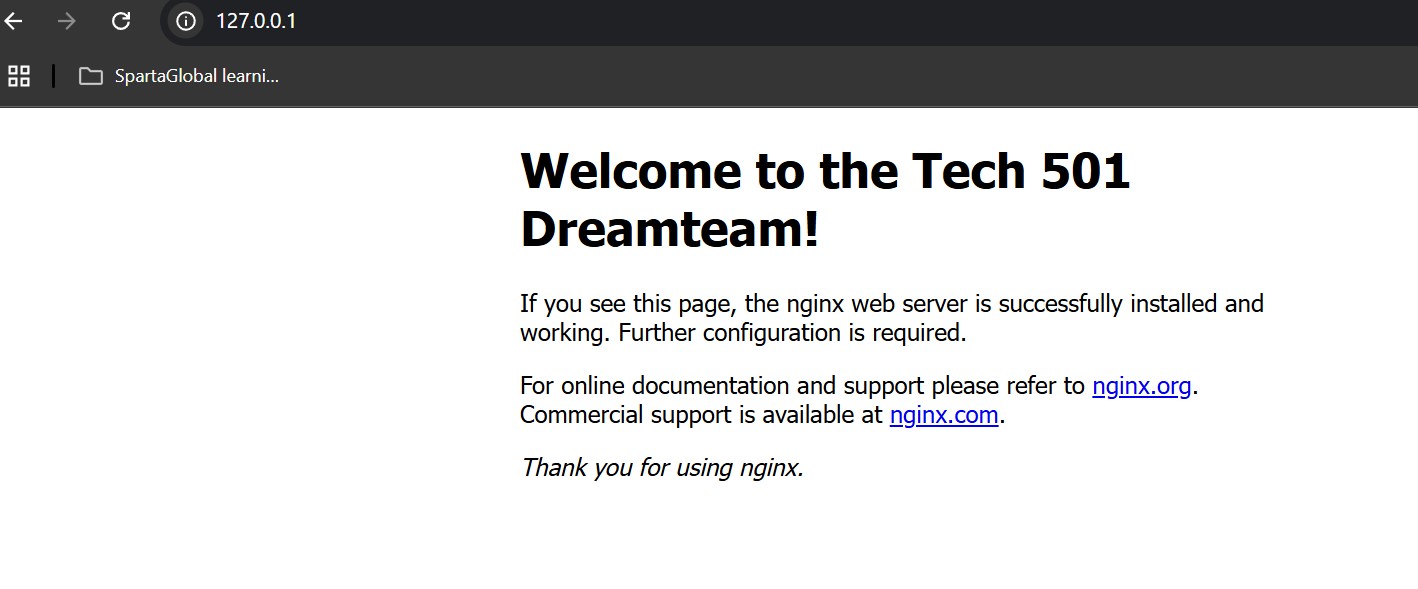 127.0.0.1
SpartaGlobal learni...
Welcome to the Tech 501
Dreamteam!
If you see this page, the nginx web server is successfully installed and
working. Further configuration is required.
For online documentation and support please refer to nginx.org.
Commercial support is available at nginx.com.
Thank you for using nginx.